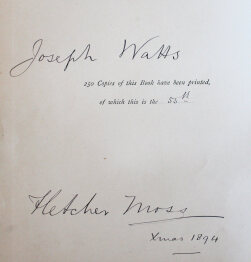 Joseph Watts
250 Copies of this Book have been printed,
of which this is the 53rd
Fletcher Moss
Xmas 1894